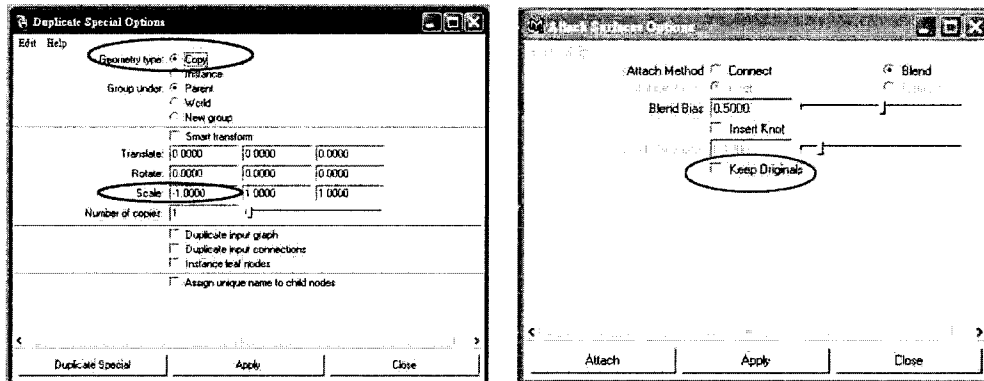 Duplicate Special Options
Edit Help
Geometry type: Copy
Instance
Group under: Parent
World
New group
Smart transform
Translate: 0.0000 0.0000 0.0000
Rotate: 0.0000 0.0000 0.0000
Scale: -1.0000 1.0000 1.0000
Number of copies: 1
Duplicate input graph
Duplicate input connections
Instance leaf nodes
Assign unique name to child nodes
Duplicate Special Apply Close
Attach Surfaces Options
Attach Method Connect Blend
Blend Bias 0.5000
Insert Knot
Keep Originals
Attach Apply Close